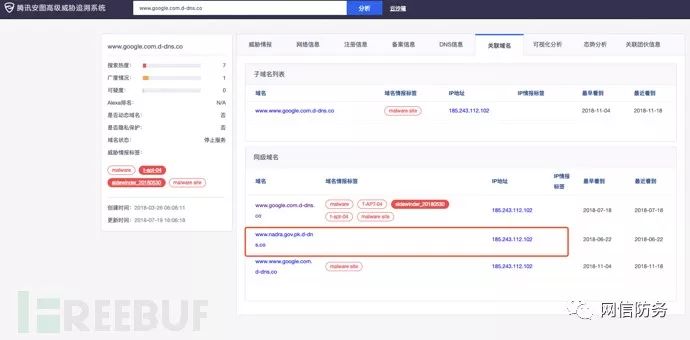 腾讯安图高级威胁追溯系统
www.google.com.d-dns.co
分析
云沙箱
www.google.com.d-dns.co
搜索热度： 7
广度情况： 1
可疑度： 0
Alexa排名： N/A
是否动态域名： 否
是否隐私保护： 否
域名状态： 停止服务
威胁情报标签：
malware t-apt-04
sidewinder_20180530 malware site
创建时间：2018-03-26 06:06:11
更新时间：2018-07-19 16:06:18
威胁情报 网络信息 注册信息 备案信息 DNS信息 关联域名 可视化分析 态势分析 关联团伙信息
子域名列表
域名 域名情报标签 IP地址 IP情报标签 最早看到 最近看到
www.www.google.com.d-dns.co malware site 185.243.112.102 2018-11-04 2018-11-18
同级域名
域名 域名情报标签 IP地址 IP情报 最早看到 最近看到
标签
malware T-APT-04 sidewinder_20180530
www.google.com.d-dns. 185.243.112.102 2018-07-18 2018-07-18
co
t-apt-04 malware site
www.nadra.gov.pk.d-dn 185.243.112.102 2018-06-22 2018-06-22
s.co
www.www.google.com. malware site 185.243.112.102 2018-11-04 2018-11-18
d-dns.co
REEBUF
网信防务